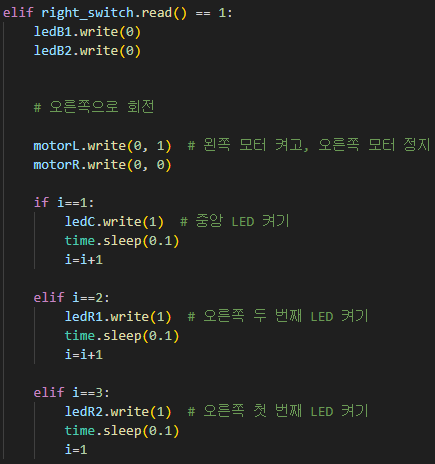 elif right_switch.read() == 1:
    ledB1.write(0)
    ledB2.write(0)
    # 오른쪽으로 회전
    motorL.write(0, 1)  # 왼쪽 모터 켜고, 오른쪽 모터 정지
    motorR.write(0, 0)
    if i==1:
        ledC.write(1)  # 중앙 LED 켜기
        time.sleep(0.1)
        i=i+1
    elif i==2:
        ledR1.write(1)  # 오른쪽 두 번째 LED 켜기
        time.sleep(0.1)
        i=i+1
    elif i==3:
        ledR2.write(1)  # 오른쪽 첫 번째 LED 켜기
        time.sleep(0.1)
        i=1